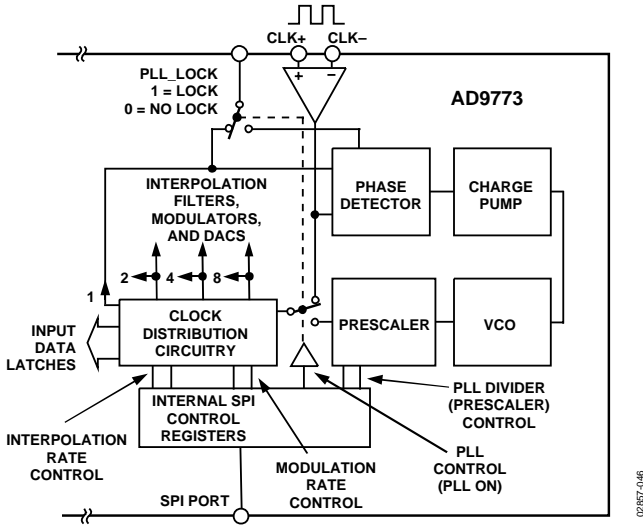 CLK+ CLK–
+ –
PLL_LOCK
1 = LOCK
0 = NO LOCK
AD9773
INTERPOLATION
FILTERS,
MODULATORS,
AND DACS
PHASE
DETECTOR
CHARGE
PUMP
2 4 8
1
CLOCK
DISTRIBUTION
CIRCUITRY
PRESCALER
VCO
INPUT
DATA
LATCHES
INTERNAL SPI
CONTROL
REGISTERS
PLL DIVIDER
(PRESCALER)
CONTROL
INTERPOLATION
RATE
CONTROL
MODULATION
RATE
CONTROL
PLL
CONTROL
(PLL ON)
SPI PORT
02857-046